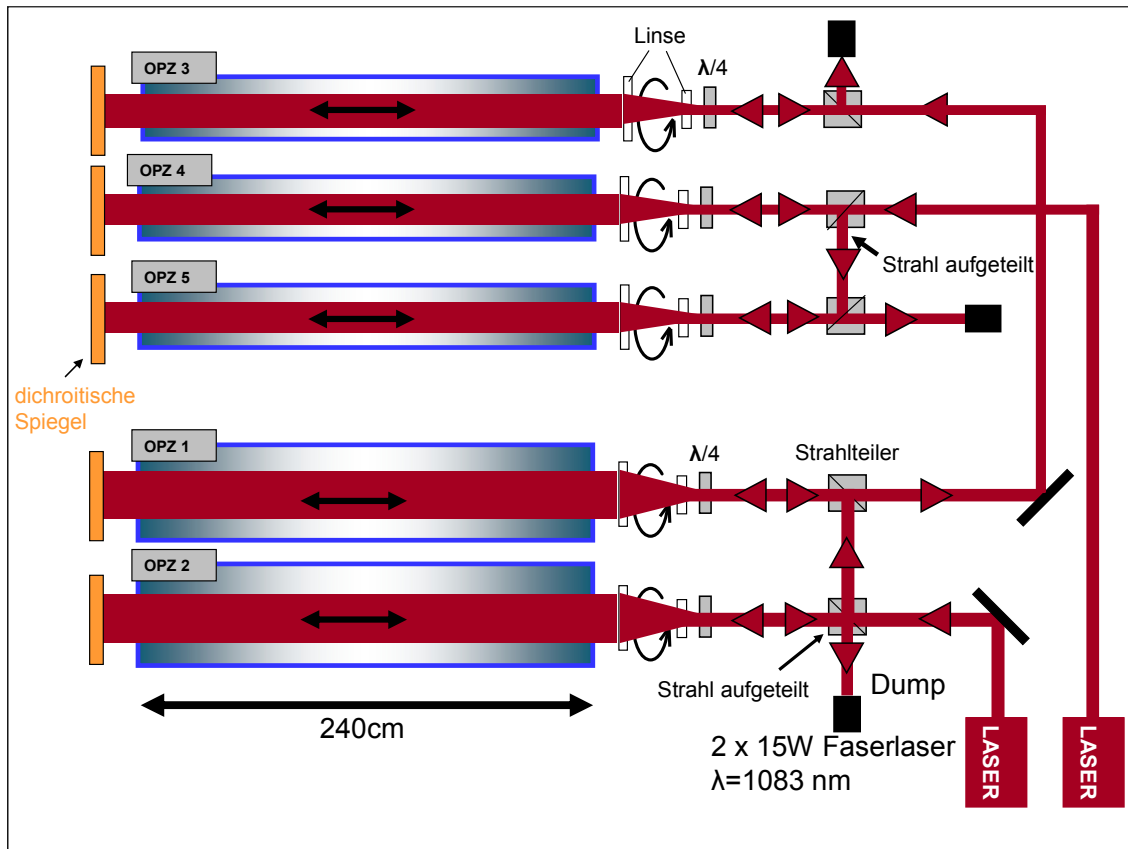 Linse
OPZ 3
λ/4
OPZ 4
Strahl aufgeteilt
OPZ 5
dichroitische
Spiegel
OPZ 1
λ/4
Strahlteiler
OPZ 2
Strahl aufgeteilt
Dump
240cm
2 x 15W Faserlaser
λ=1083 nm
LASER
LASER